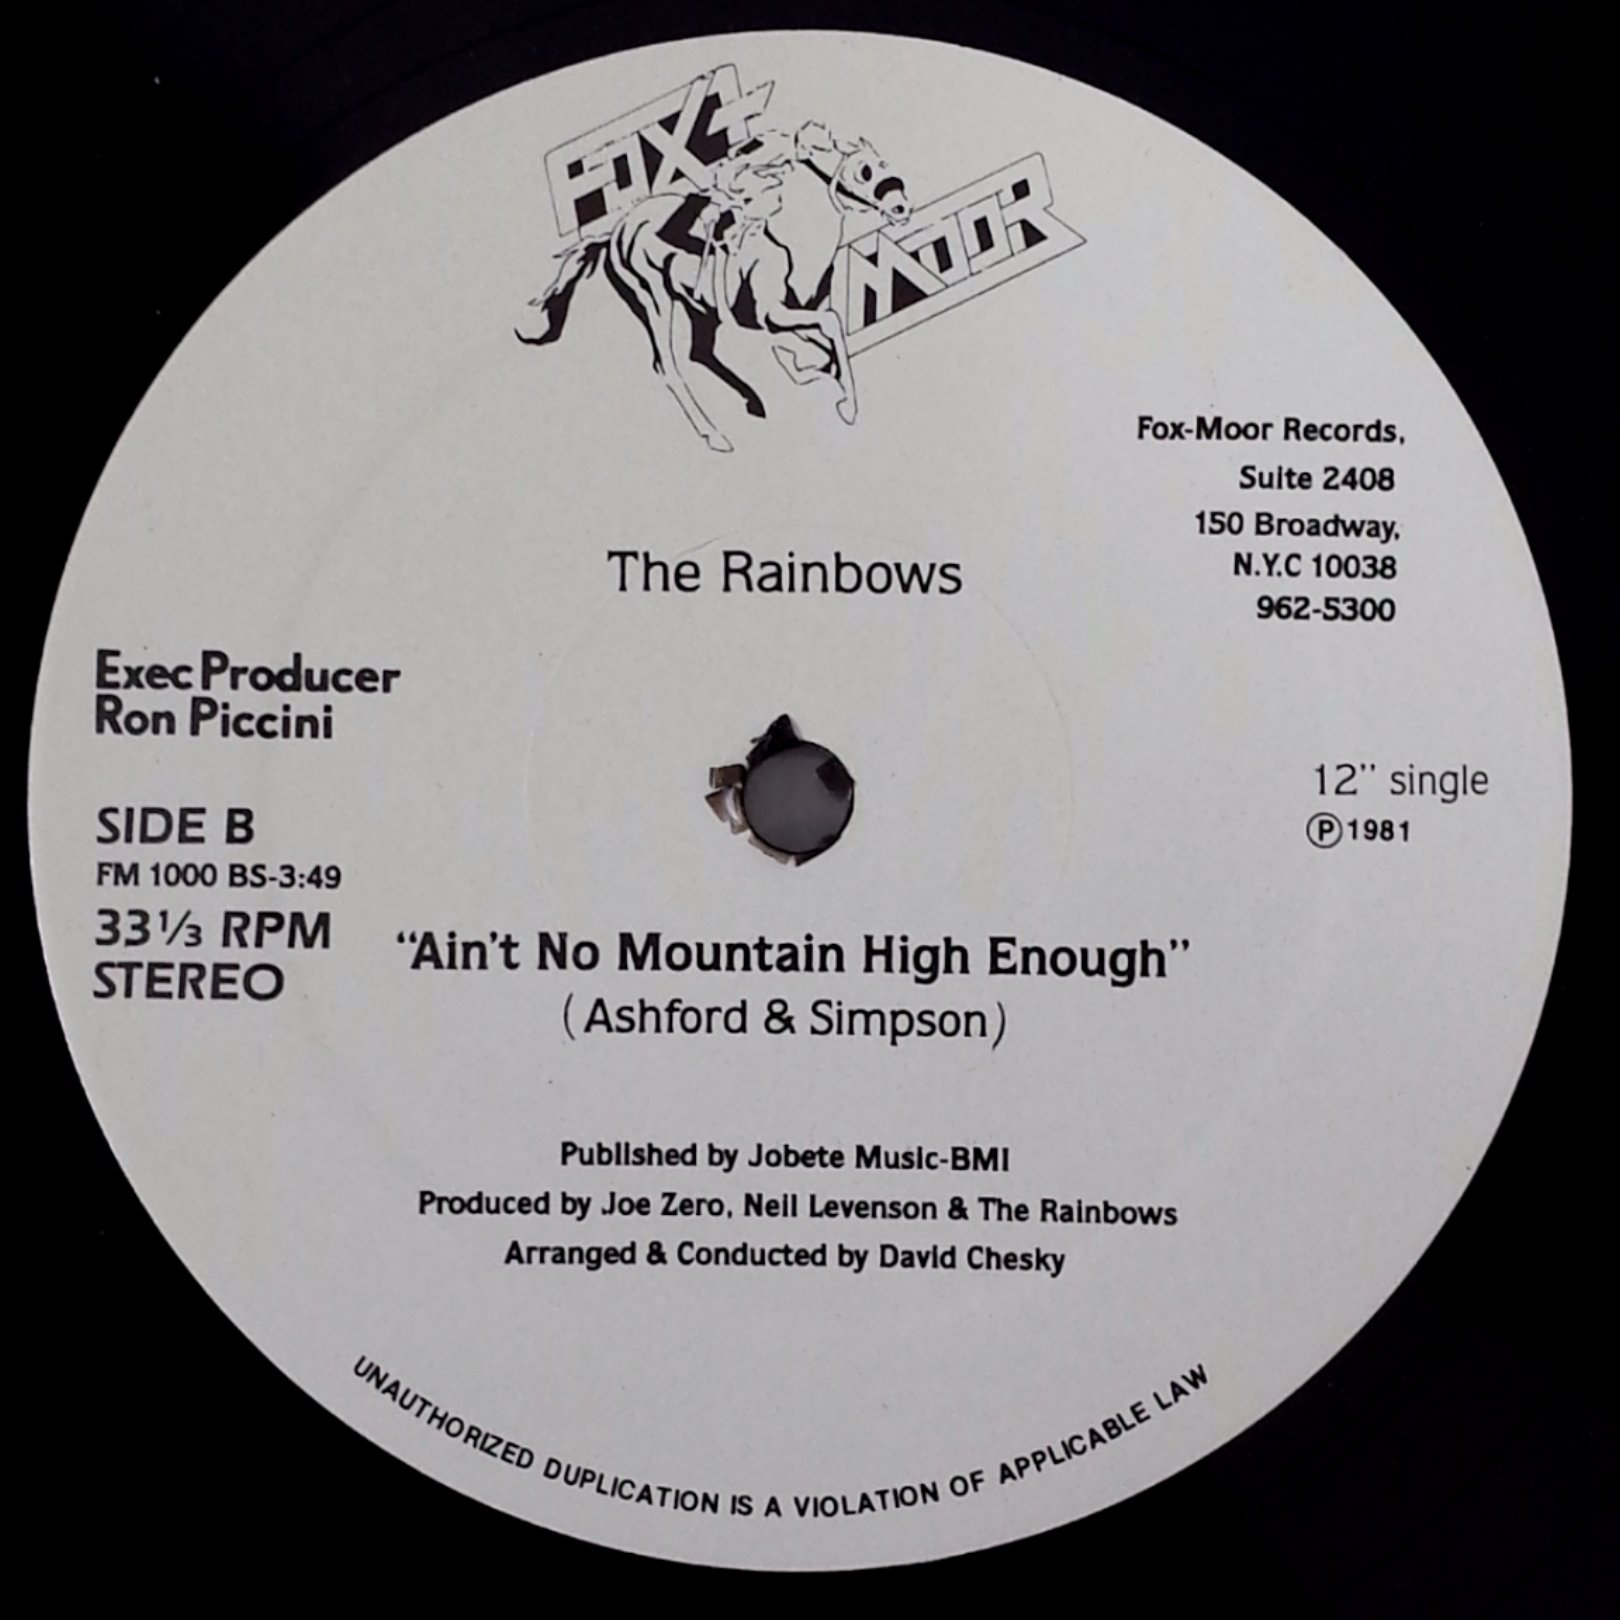 FOX+
MOOR
Fox-Moor Records,
Suite 2408
150 Broadway,
N.Y.C 10038
962-5300
The Rainbows
Exec Producer
Ron Piccini
12" single
Ⓟ1981
SIDE B
FM 1000 BS-3:49
33⅓ RPM
STEREO
"Ain't No Mountain High Enough"
(Ashford & Simpson)
Published by Jobete Music-BMI
Produced by Joe Zero, Neil Levenson & The Rainbows
Arranged & Conducted by David Chesky
UNAUTHORIZED DUPLICATION IS A VIOLATION OF APPLICABLE LAW